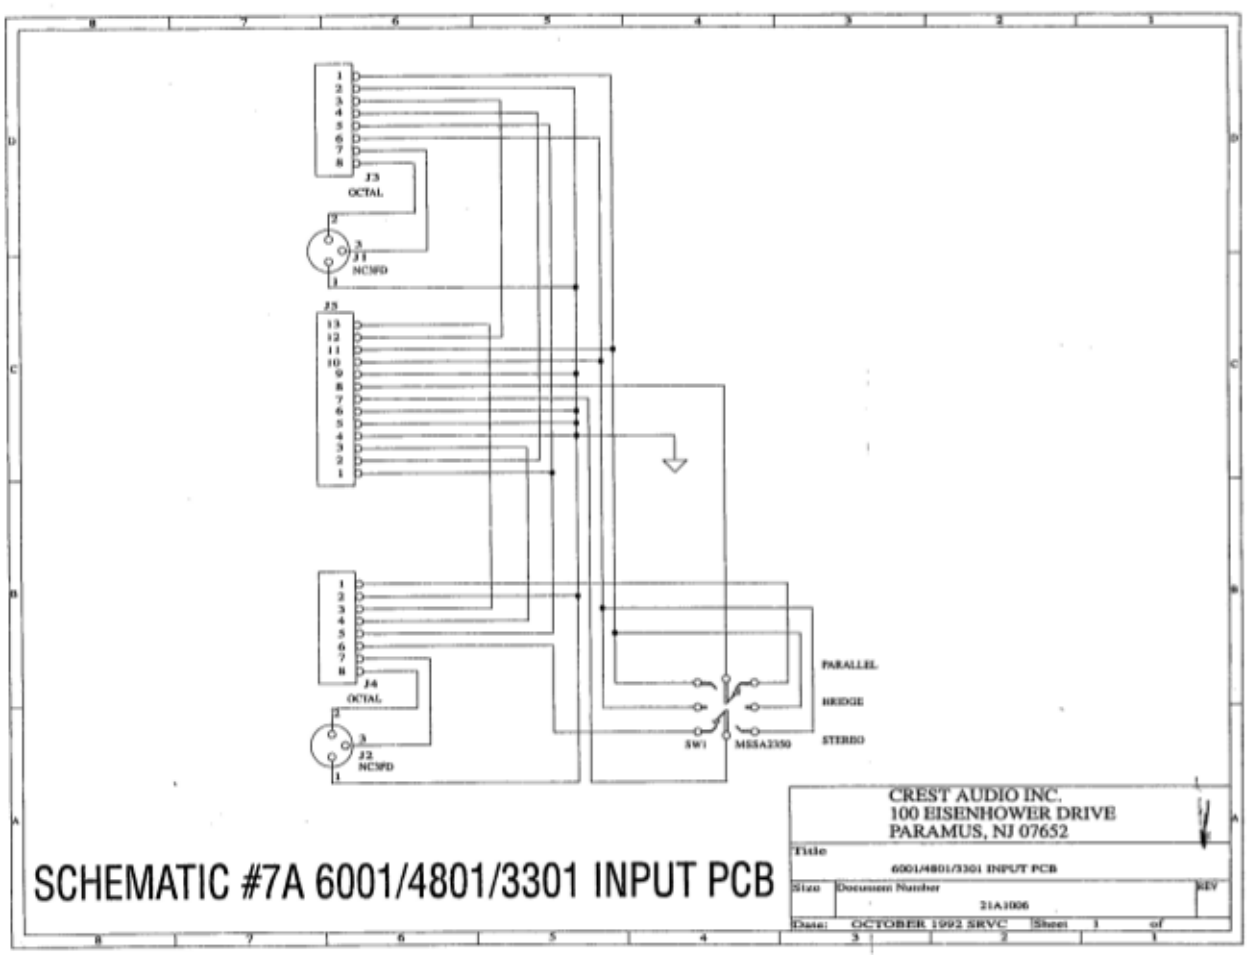 8 7 6 5 4 3 2 1
D D
1
2
3
4
5
6
7
8
J3
OCTAL
2
3
J1
NC3FD
1
J5
13
12
11
10
9
8
7
6
5
4
3
2
1
C C
1
2
3
4
5
6
7
8
J4
OCTAL
2
3
J2
NC3FD
1
B B
PARALLEL
BRIDGE
STEREO
SW1 MSSA2350
A A
CREST AUDIO INC.
100 EISENHOWER DRIVE
PARAMUS, NJ 07652
Title
6001/4801/3301 INPUT PCB
Size Document Number REV
21A1006
Date: OCTOBER 1992 SRVC Sheet 1 of
SCHEMATIC #7A 6001/4801/3301 INPUT PCB
8 7 6 5 4 3 2 1